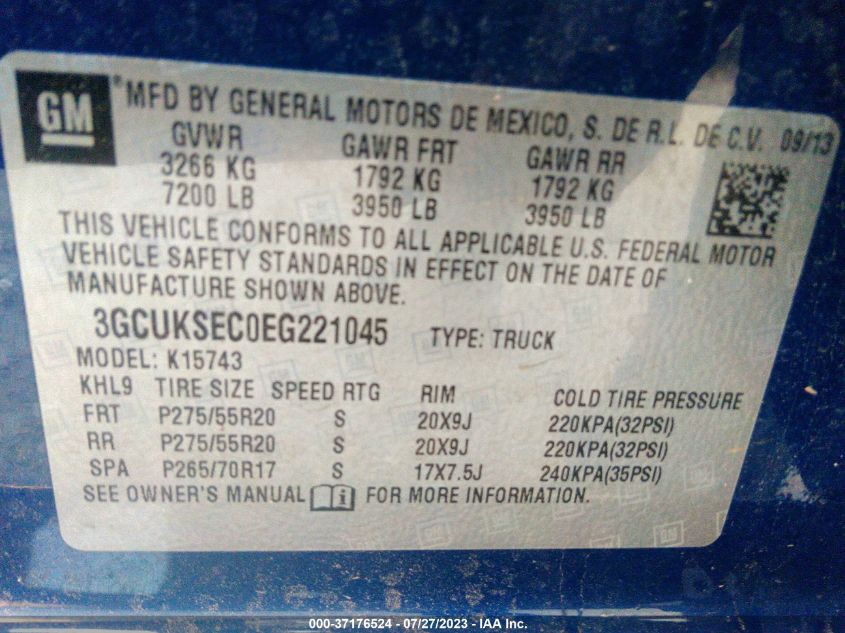 GM ® MFD BY GENERAL MOTORS DE MEXICO, S. DE R.L. DE C.V. 09/13
GVWR GAWR FRT GAWR RR
3266 KG 1792 KG 1792 KG
7200 LB 3950 LB 3950 LB
THIS VEHICLE CONFORMS TO ALL APPLICABLE U.S. FEDERAL MOTOR
VEHICLE SAFETY STANDARDS IN EFFECT ON THE DATE OF
MANUFACTURE SHOWN ABOVE.
3GCUKSEC0EG221045 TYPE: TRUCK
MODEL: K15743
KHL9 TIRE SIZE SPEED RTG RIM COLD TIRE PRESSURE
FRT P275/55R20 S 20X9J 220KPA(32PSI)
RR P275/55R20 S 20X9J 220KPA(32PSI)
SPA P265/70R17 S 17X7.5J 240KPA(35PSI)
SEE OWNER'S MANUAL i FOR MORE INFORMATION.
000-37176524 - 07/27/2023 - IAA Inc.